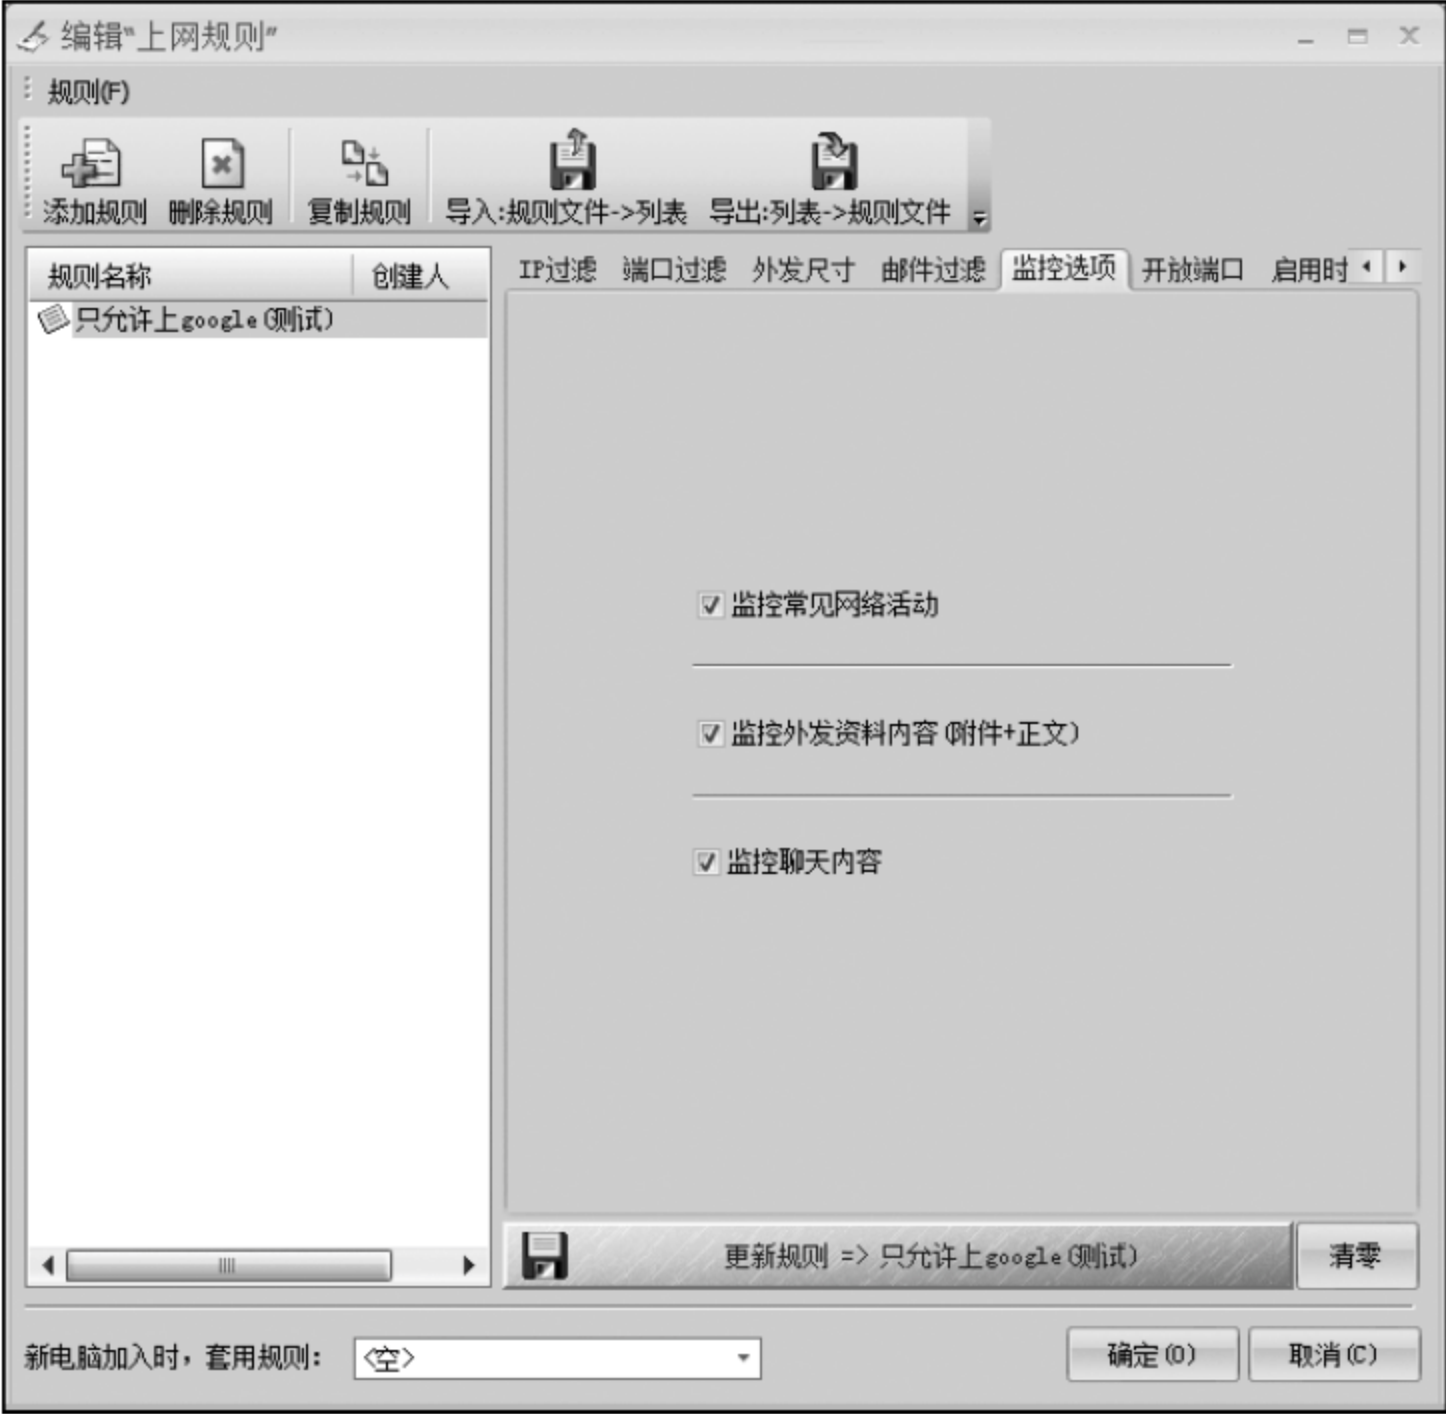 编辑"上网规则"
规则(F)
添加规则 删除规则 复制规则 导入:规则文件->列表 导出:列表->规则文件
规则名称 创建人
IP过滤 端口过滤 外发尺寸 邮件过滤 监控选项 开放端口 启用时
只允许上google(测试)
监控常见网络活动
监控外发资料内容(附件+正文)
监控聊天内容
更新规则 => 只允许上google(测试) 清零
新电脑加入时，套用规则: <空> 确定(O) 取消(C)